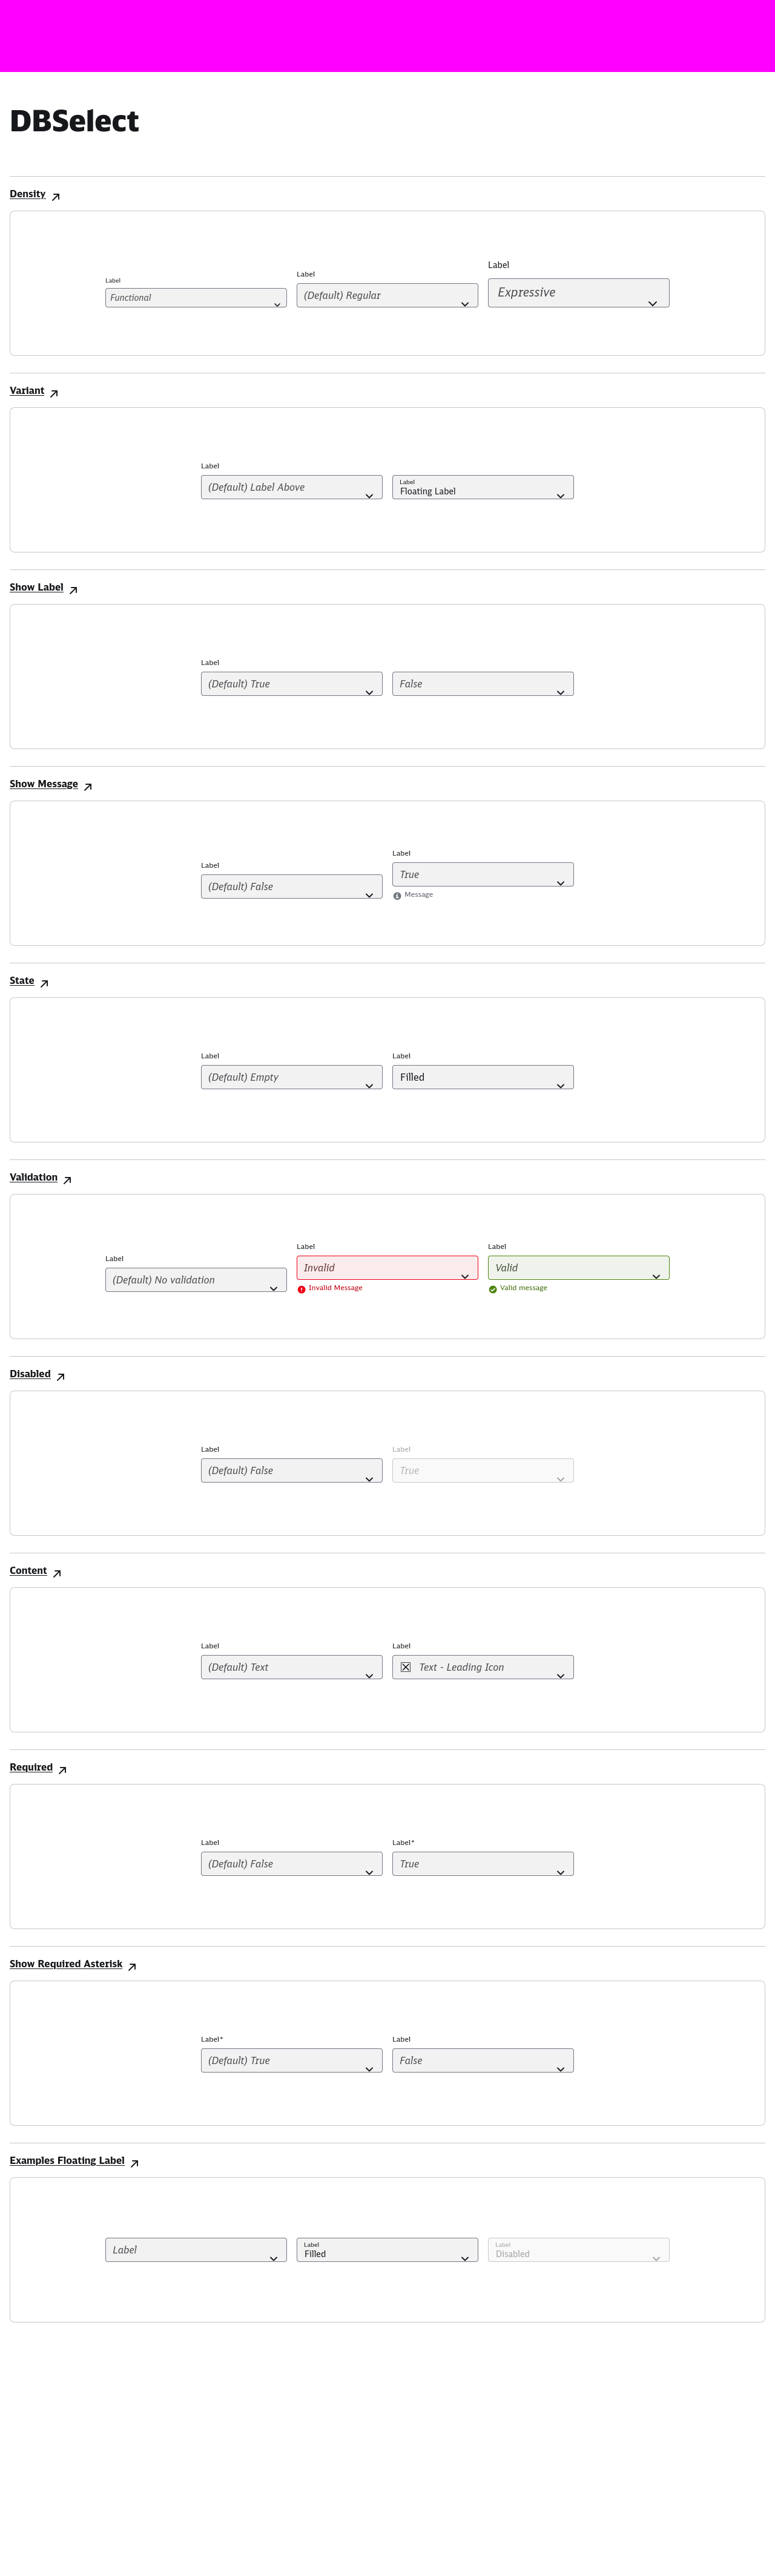 DBSelect
Density
Label
Label
Label
Functional
(Default) Regular
Expressive
Variant
Label
(Default) Label Above
Label
Floating Label
Show Label
Label
(Default) True
False
Show Message
Label
Label
(Default) False
True
Message
State
Label
Label
(Default) Empty
Filled
Validation
Label
Label
Label
(Default) No validation
Invalid
Valid
Invalid Message
Valid message
Disabled
Label
Label
(Default) False
True
Content
Label
Label
(Default) Text
Text - Leading Icon
Required
Label
Label*
(Default) False
True
Show Required Asterisk
Label*
Label
(Default) True
False
Examples Floating Label
Label
Label
Filled
Label
Disabled